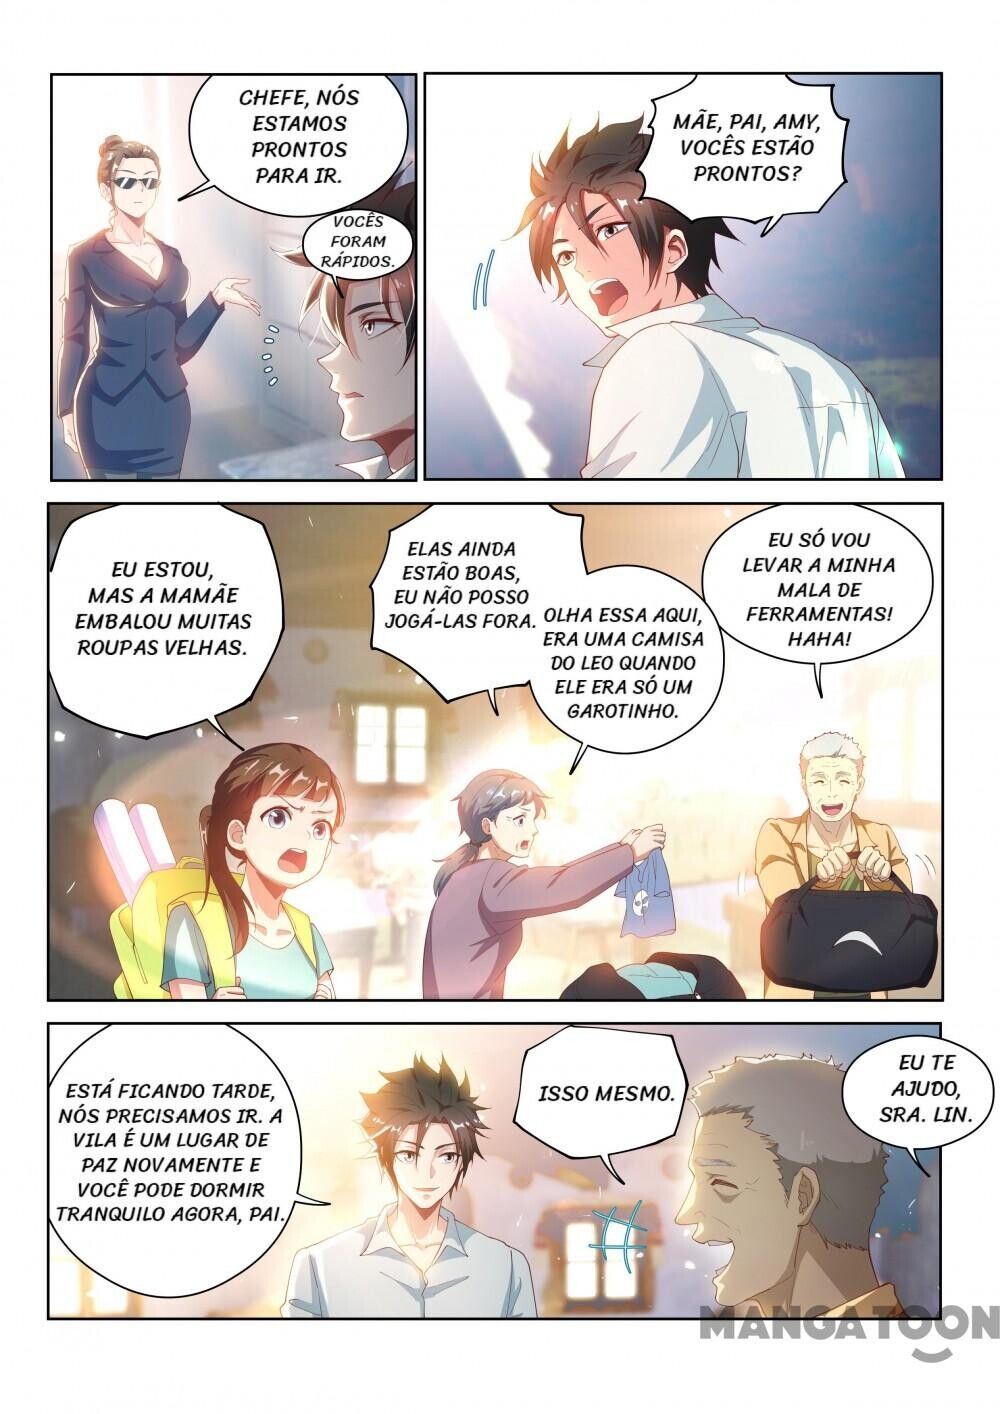 CHEFE, NÓS
ESTAMOS
PRONTOS
PARA IR.
VOCÊS
FORAM
RÁPIDOS.
MÃE, PAI, AMY,
VOCÊS ESTÃO
PRONTOS?
EU ESTOU,
MAS A MAMÃE
EMBALOU MUITAS
ROUPAS VELHAS.
ELAS AINDA
ESTÃO BOAS,
EU NÃO POSSO
JOGÁ-LAS FORA.
OLHA ESSA AQUI,
ERA UMA CAMISA
DO LEO QUANDO
ELE ERA SÓ UM
GAROTINHO.
EU SÓ VOU
LEVAR A MINHA
MALA DE
FERRAMENTAS!
HAHA!
ESTÁ FICANDO TARDE,
NÓS PRECISAMOS IR. A
VILA É UM LUGAR DE
PAZ NOVAMENTE E
VOCÊ PODE DORMIR
TRANQUILO AGORA, PAI.
ISSO MESMO.
EU TE
AJUDO,
SRA. LIN.
MANGATOON